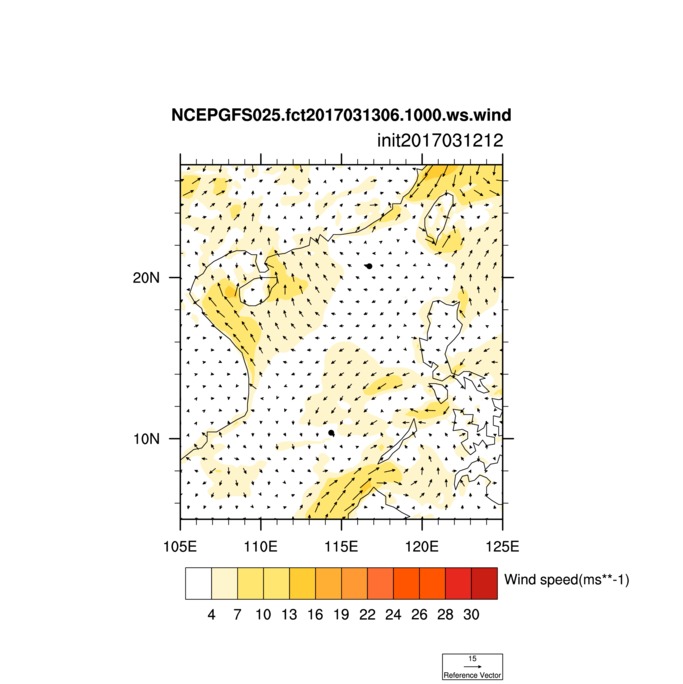 NCEPGFS025.fct2017031306.1000.ws.wind
init2017031212
20N
10N
105E 110E 115E 120E 125E
Wind speed(ms**-1)
4 7 10 13 16 19 22 24 26 28 30
15
Reference Vector